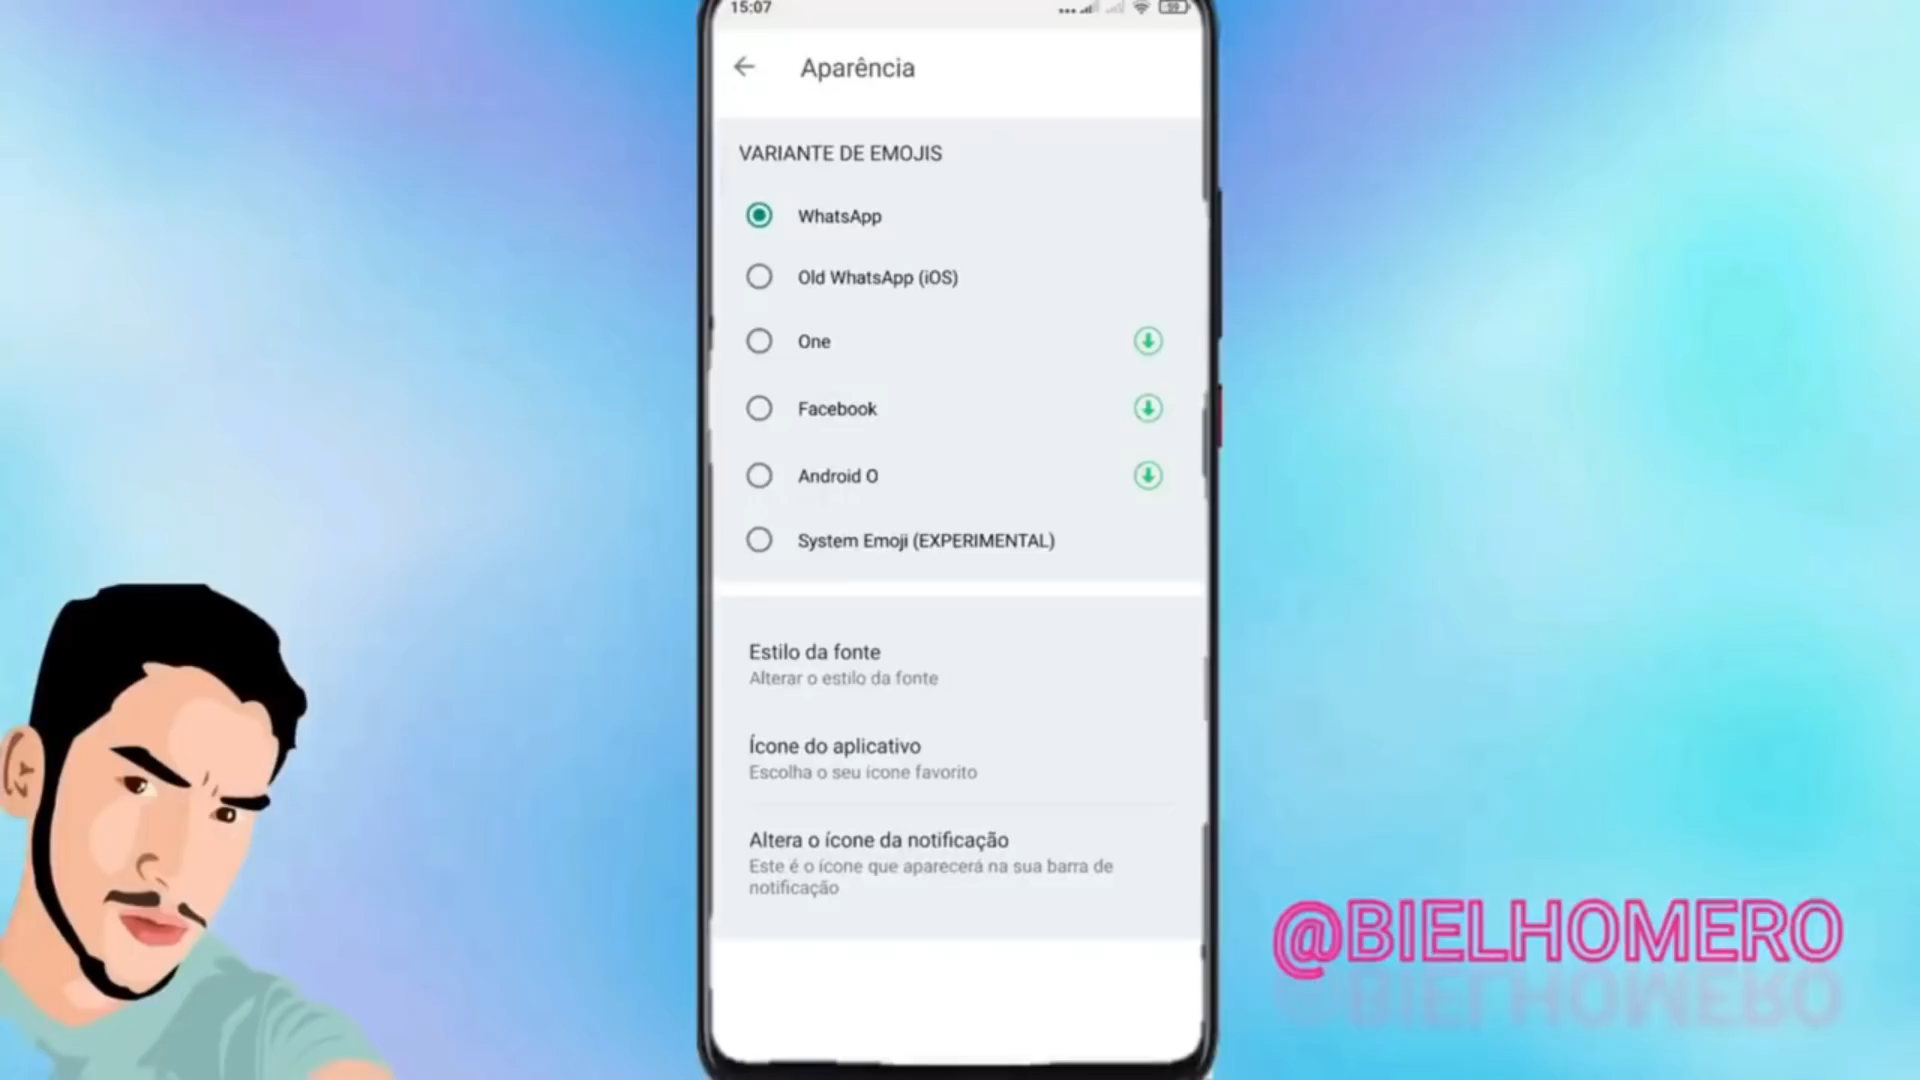 15:07
59
Aparência
VARIANTE DE EMOJIS
WhatsApp
Old WhatsApp (iOS)
One
Facebook
Android O
System Emoji (EXPERIMENTAL)
Estilo da fonte
Alterar o estilo da fonte
Ícone do aplicativo
Escolha o seu ícone favorito
Altera o ícone da notificação
Este é o ícone que aparecerá na sua barra de
notificação
@BIELHOMERO